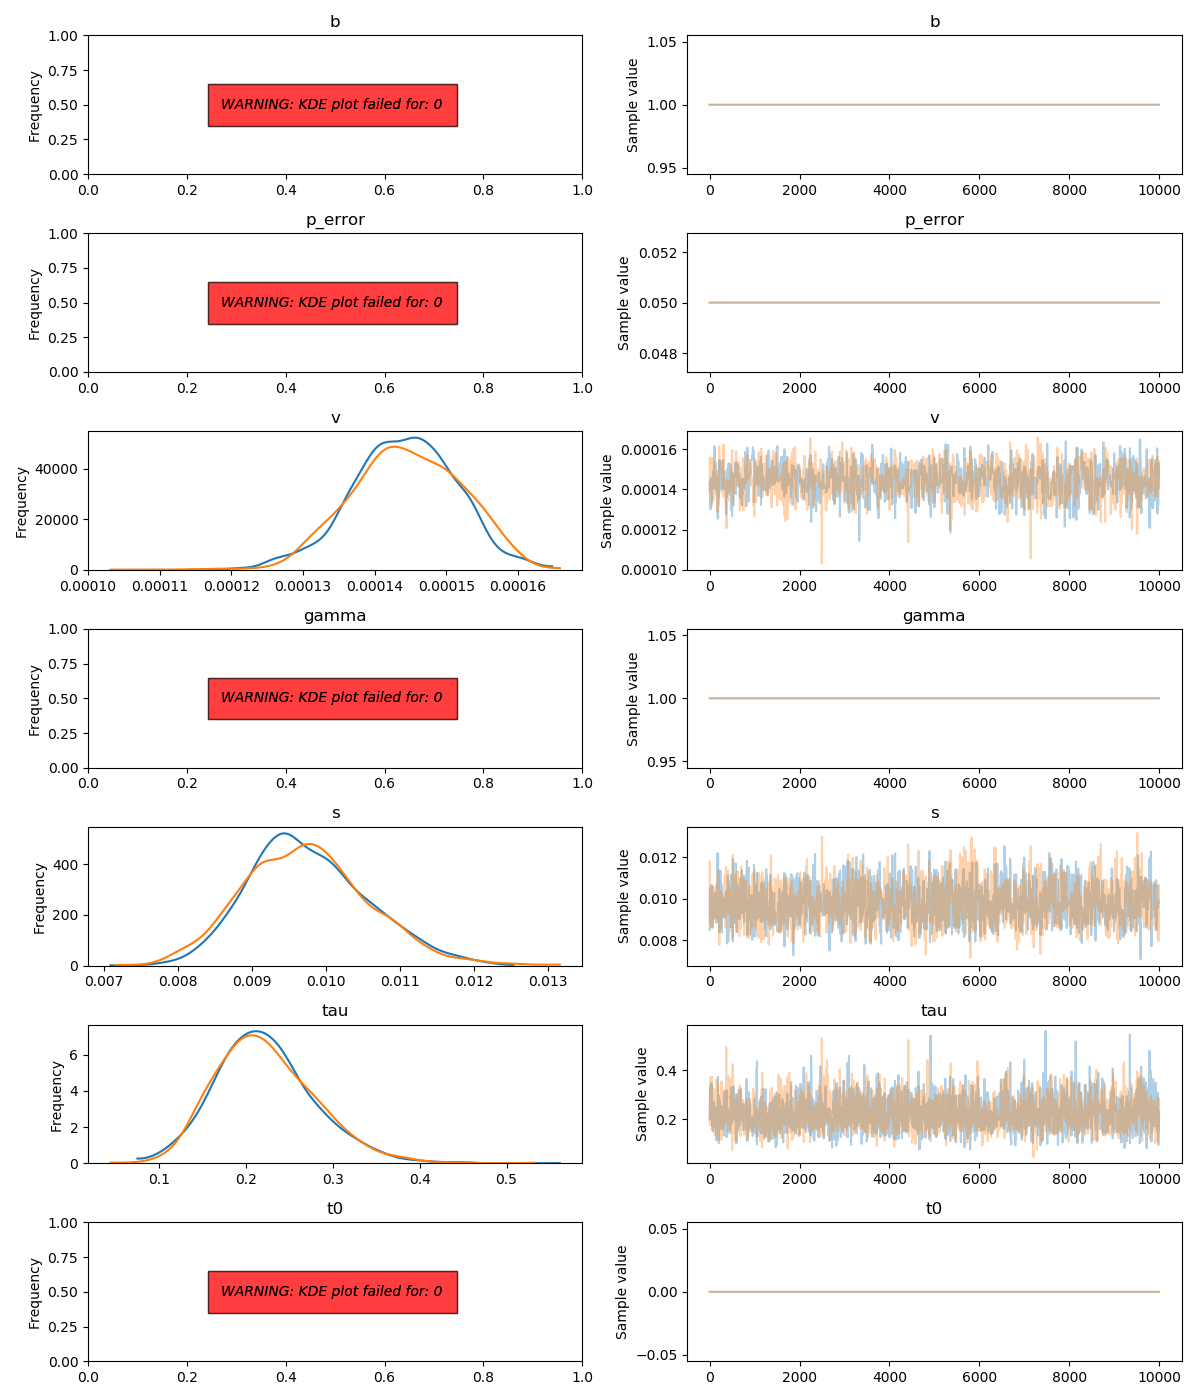 b
1.00
0.75
0.50
0.25
0.00
Frequency
WARNING: KDE plot failed for: 0
0.0 0.2 0.4 0.6 0.8 1.0
b
1.05
1.00
0.95
Sample value
0 2000 4000 6000 8000 10000
p_error
1.00
0.75
0.50
0.25
0.00
Frequency
WARNING: KDE plot failed for: 0
0.0 0.2 0.4 0.6 0.8 1.0
p_error
0.052
0.050
0.048
Sample value
0 2000 4000 6000 8000 10000
v
40000
20000
0
Frequency
0.00010 0.00011 0.00012 0.00013 0.00014 0.00015 0.00016
v
0.00016
0.00014
0.00012
0.00010
Sample value
0 2000 4000 6000 8000 10000
gamma
1.00
0.75
0.50
0.25
0.00
Frequency
WARNING: KDE plot failed for: 0
0.0 0.2 0.4 0.6 0.8 1.0
gamma
1.05
1.00
0.95
Sample value
0 2000 4000 6000 8000 10000
s
400
200
0
Frequency
0.007 0.008 0.009 0.010 0.011 0.012 0.013
s
0.012
0.010
0.008
Sample value
0 2000 4000 6000 8000 10000
tau
6
4
2
0
Frequency
0.1 0.2 0.3 0.4 0.5
tau
0.4
0.2
Sample value
0 2000 4000 6000 8000 10000
t0
1.00
0.75
0.50
0.25
0.00
Frequency
WARNING: KDE plot failed for: 0
0.0 0.2 0.4 0.6 0.8 1.0
t0
0.05
0.00
−0.05
Sample value
0 2000 4000 6000 8000 10000